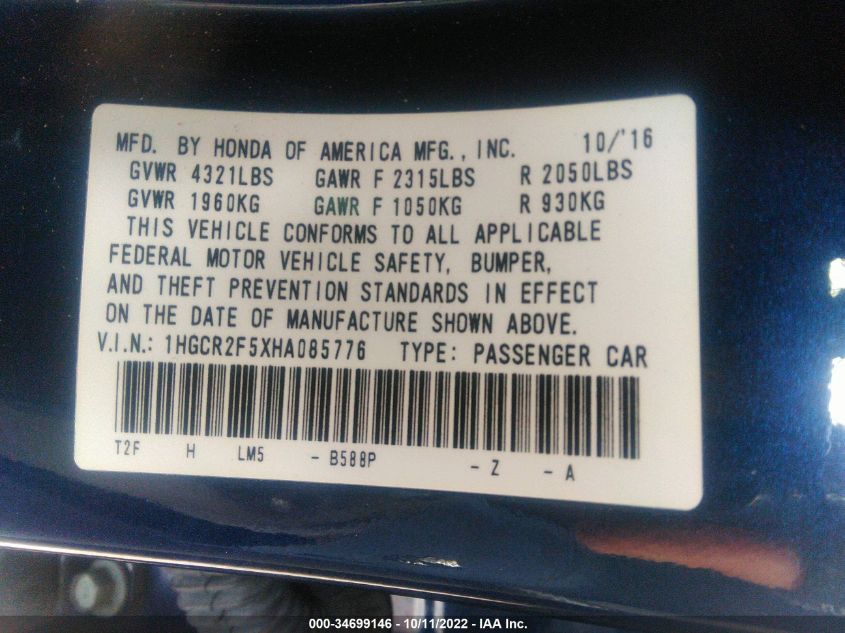 MFD. BY HONDA OF AMERICA MFG., INC. 10/'16
GVWR 4321LBS GAWR F 2315LBS R 2050LBS
GVWR 1960KG GAWR F 1050KG R 930KG
THIS VEHICLE CONFORMS TO ALL APPLICABLE
FEDERAL MOTOR VEHICLE SAFETY, BUMPER,
AND THEFT PREVENTION STANDARDS IN EFFECT
ON THE DATE OF MANUFACTURE SHOWN ABOVE.
V.I.N.: 1HGCR2F5XHA085776 TYPE: PASSENGER CAR
T2F H LM5 - B588P - Z - A
000-34699146 - 10/11/2022 - IAA Inc.